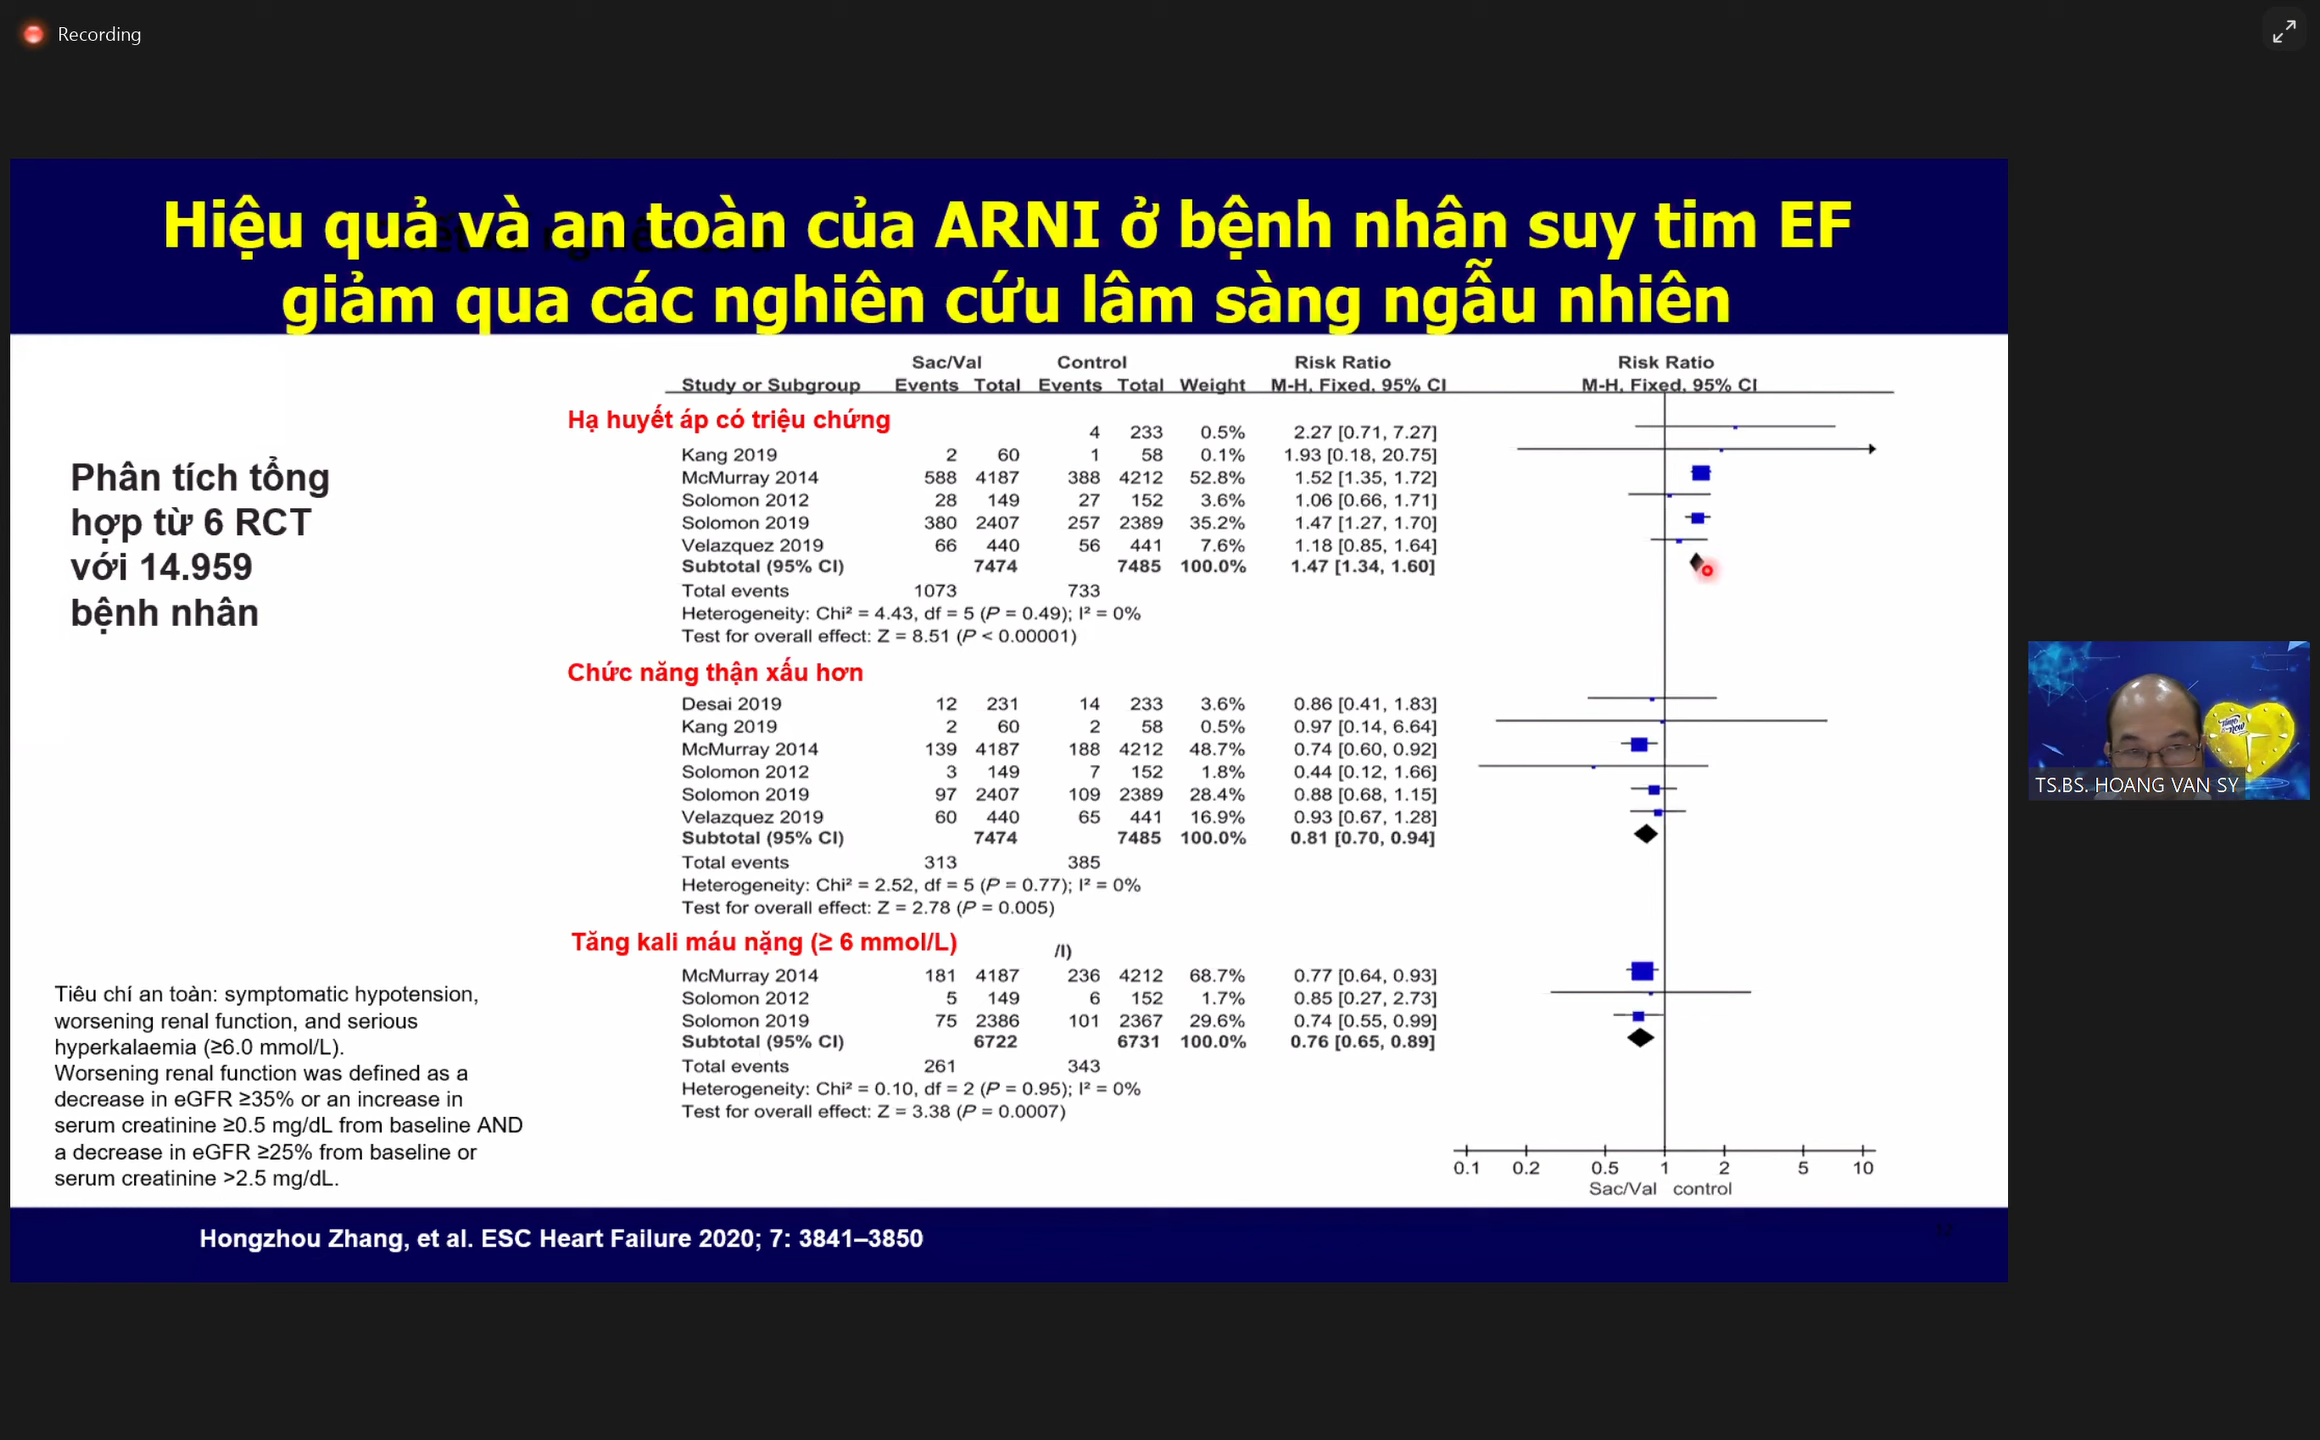 Recording
Hiệu quả và an toàn của ARNI ở bệnh nhân suy tim EF
giảm qua các nghiên cứu lâm sàng ngẫu nhiên
Phân tích tổng
hợp từ 6 RCT
với 14.959
bệnh nhân
Sac/Val Control Risk Ratio Risk Ratio
Study or Subgroup Events Total Events Total Weight M-H, Fixed, 95% CI M-H, Fixed, 95% CI
Hạ huyết áp có triệu chứng
4 233 0.5% 2.27 [0.71, 7.27]
Kang 2019 2 60 1 58 0.1% 1.93 [0.18, 20.75]
McMurray 2014 588 4187 388 4212 52.8% 1.52 [1.35, 1.72]
Solomon 2012 28 149 27 152 3.6% 1.06 [0.66, 1.71]
Solomon 2019 380 2407 257 2389 35.2% 1.47 [1.27, 1.70]
Velazquez 2019 66 440 56 441 7.6% 1.18 [0.85, 1.64]
Subtotal (95% CI) 7474 7485 100.0% 1.47 [1.34, 1.60]
Total events 1073 733
Heterogeneity: Chi² = 4.43, df = 5 (P = 0.49); I² = 0%
Test for overall effect: Z = 8.51 (P < 0.00001)
Chức năng thận xấu hơn
Desai 2019 12 231 14 233 3.6% 0.86 [0.41, 1.83]
Kang 2019 2 60 2 58 0.5% 0.97 [0.14, 6.64]
McMurray 2014 139 4187 188 4212 48.7% 0.74 [0.60, 0.92]
Solomon 2012 3 149 7 152 1.8% 0.44 [0.12, 1.66]
Solomon 2019 97 2407 109 2389 28.4% 0.88 [0.68, 1.15]
Velazquez 2019 60 440 65 441 16.9% 0.93 [0.67, 1.28]
Subtotal (95% CI) 7474 7485 100.0% 0.81 [0.70, 0.94]
Total events 313 385
Heterogeneity: Chi² = 2.52, df = 5 (P = 0.77); I² = 0%
Test for overall effect: Z = 2.78 (P = 0.005)
Tăng kali máu nặng (≥ 6 mmol/L)
/l)
McMurray 2014 181 4187 236 4212 68.7% 0.77 [0.64, 0.93]
Solomon 2012 5 149 6 152 1.7% 0.85 [0.27, 2.73]
Solomon 2019 75 2386 101 2367 29.6% 0.74 [0.55, 0.99]
Subtotal (95% CI) 6722 6731 100.0% 0.76 [0.65, 0.89]
Total events 261 343
Heterogeneity: Chi² = 0.10, df = 2 (P = 0.95); I² = 0%
Test for overall effect: Z = 3.38 (P = 0.0007)
0.1 0.2 0.5 1 2 5 10
Sac/Val control
Tiêu chí an toàn: symptomatic hypotension,
worsening renal function, and serious
hyperkalaemia (≥6.0 mmol/L).
Worsening renal function was defined as a
decrease in eGFR ≥35% or an increase in
serum creatinine ≥0.5 mg/dL from baseline AND
a decrease in eGFR ≥25% from baseline or
serum creatinine >2.5 mg/dL.
Hongzhou Zhang, et al. ESC Heart Failure 2020; 7: 3841–3850
TS.BS. HOANG VAN SY